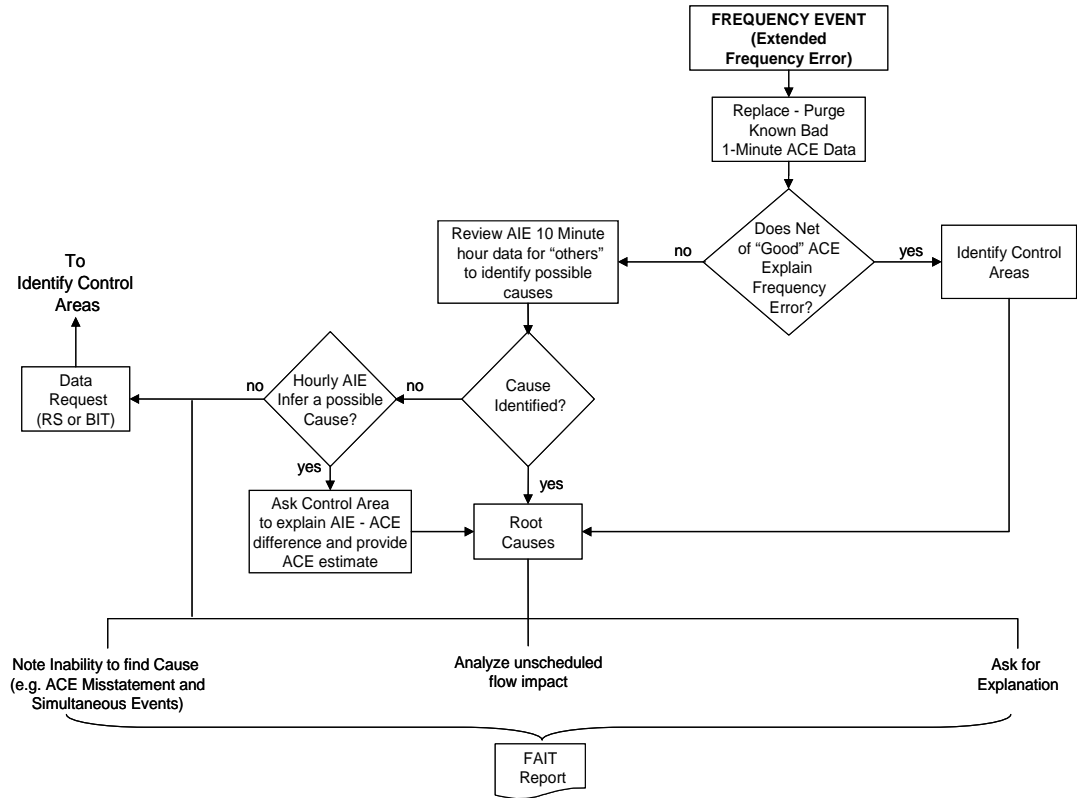 FREQUENCY EVENT
(Extended
Frequency Error)
Replace - Purge
Known Bad
1-Minute ACE Data
Does Net
of “Good” ACE
Explain
Frequency
Error?
no
yes
Identify Control
Areas
Review AIE 10 Minute
hour data for “others”
to identify possible
causes
To
Identify Control
Areas
Data
Request
(RS or BIT)
no
Hourly AIE
Infer a possible
Cause?
no
Cause
Identified?
yes
yes
Ask Control Area
to explain AIE - ACE
difference and provide
ACE estimate
Root
Causes
Note Inability to find Cause
(e.g. ACE Misstatement and
Simultaneous Events)
Analyze unscheduled
flow impact
Ask for
Explanation
FAIT
Report